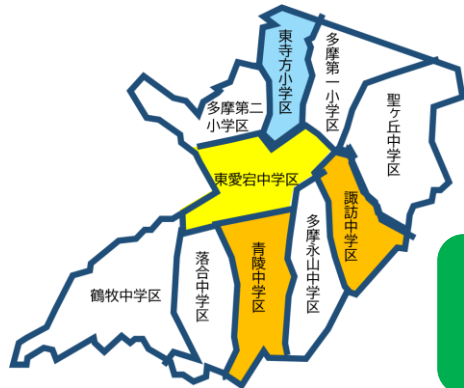 東寺方小学区
多摩第一小学区
聖ヶ丘中学区
多摩第二
小学区
東愛宕中学区
諏訪中学区
多摩永山中学区
青陵中学区
落合中学区
鶴牧中学区